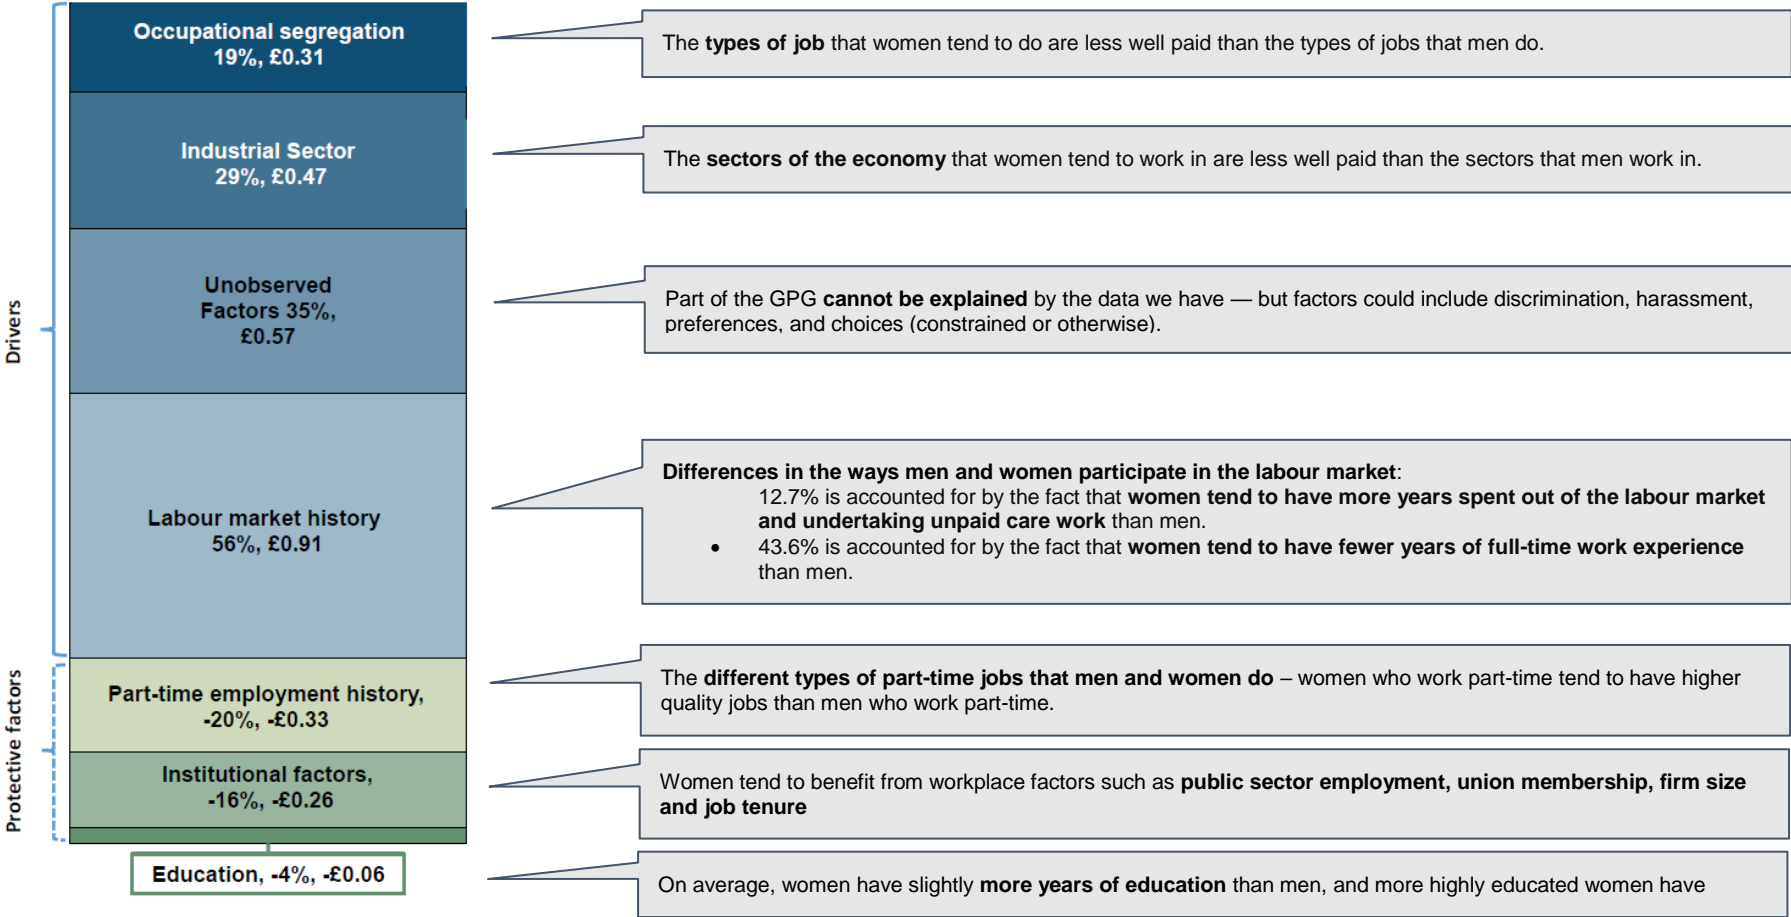 Drivers
Occupational segregation
19%, £0.31
The types of job that women tend to do are less well paid than the types of jobs that men do.
Industrial Sector
29%, £0.47
The sectors of the economy that women tend to work in are less well paid than the sectors that men work in.
Unobserved
Factors 35%,
£0.57
Part of the GPG cannot be explained by the data we have — but factors could include discrimination, harassment,
preferences, and choices (constrained or otherwise).
Labour market history
56%, £0.91
Differences in the ways men and women participate in the labour market:
12.7% is accounted for by the fact that women tend to have more years spent out of the labour market
and undertaking unpaid care work than men.
• 43.6% is accounted for by the fact that women tend to have fewer years of full-time work experience
than men.
Protective factors
Part-time employment history,
-20%, -£0.33
The different types of part-time jobs that men and women do – women who work part-time tend to have higher
quality jobs than men who work part-time.
Institutional factors,
-16%, -£0.26
Women tend to benefit from workplace factors such as public sector employment, union membership, firm size
and job tenure
Education, -4%, -£0.06
On average, women have slightly more years of education than men, and more highly educated women have